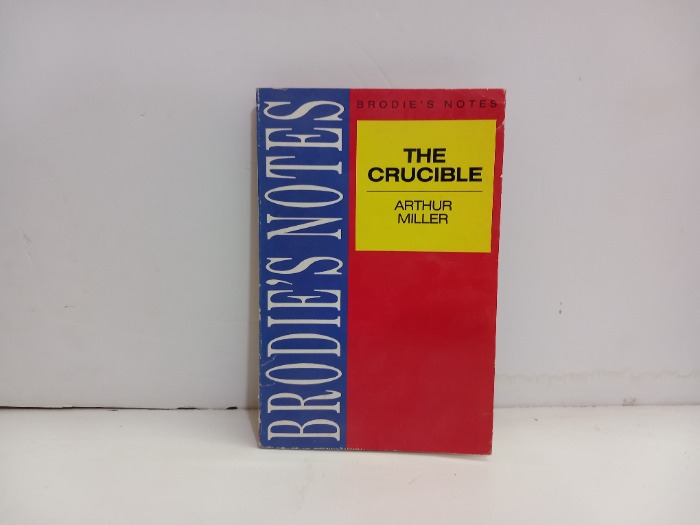 BRODIE'S NOTES
BRODIE'S NOTES
THE
CRUCIBLE
ARTHUR
MILLER